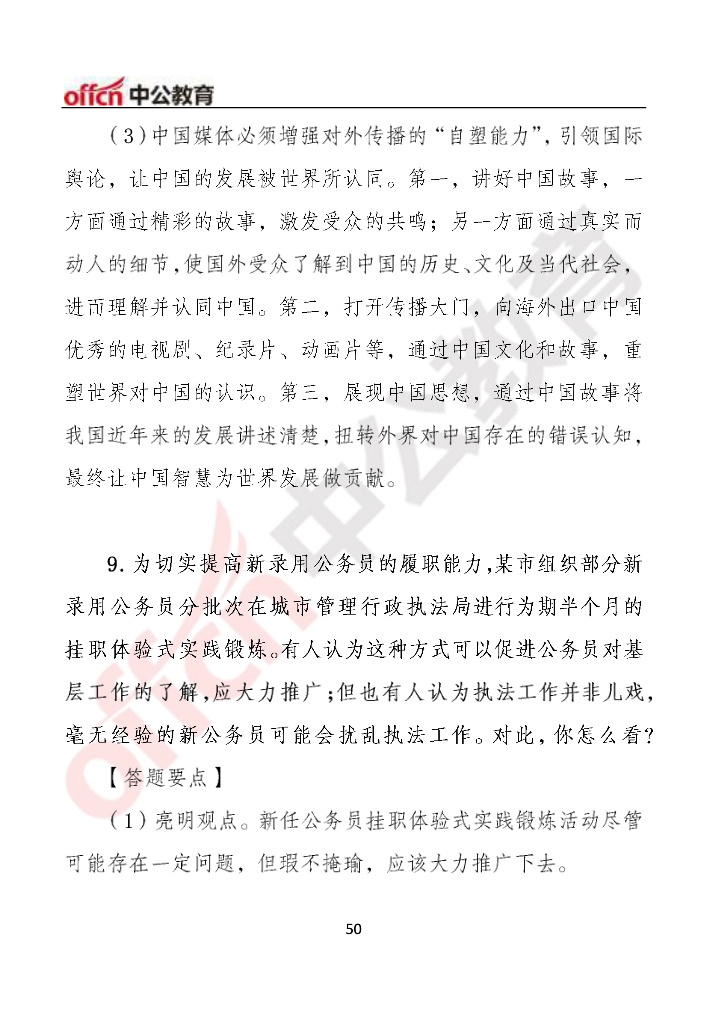 offcn 中公教育
（3）中国媒体必须增强对外传播的“自塑能力”，引领国际
舆论，让中国的发展被世界所认同。第一，讲好中国故事，一
方面通过精彩的故事，激发受众的共鸣；另一方面通过真实而
动人的细节，使国外受众了解到中国的历史、文化及当代社会，
进而理解并认同中国。第二，打开传播大门，向海外出口中国
优秀的电视剧、纪录片、动画片等，通过中国文化和故事，重
塑世界对中国的认识。第三，展现中国思想，通过中国故事将
我国近年来的发展讲述清楚，扭转外界对中国存在的错误认知，
最终让中国智慧为世界发展做贡献。
9. 为切实提高新录用公务员的履职能力，某市组织部分新
录用公务员分批次在城市管理行政执法局进行为期半个月的
挂职体验式实践锻炼。有人认为这种方式可以促进公务员对基
层工作的了解，应大力推广；但也有人认为执法工作并非儿戏，
毫无经验的新公务员可能会扰乱执法工作。对此，你怎么看？
【答题要点】
（1）亮明观点。新任公务员挂职体验式实践锻炼活动尽管
可能存在一定问题，但瑕不掩瑜，应该大力推广下去。
50
offcn 中公教育